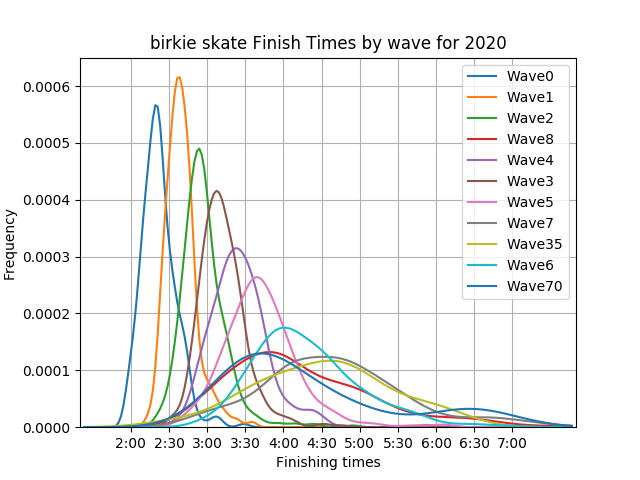 birkie skate Finish Times by wave for 2020
0.0006
0.0005
0.0004
0.0003
0.0002
0.0001
0.0000
Frequency
Wave0
Wave1
Wave2
Wave8
Wave4
Wave3
Wave5
Wave7
Wave35
Wave6
Wave70
2:00 2:30 3:00 3:30 4:00 4:30 5:00 5:30 6:00 6:30 7:00
Finishing times